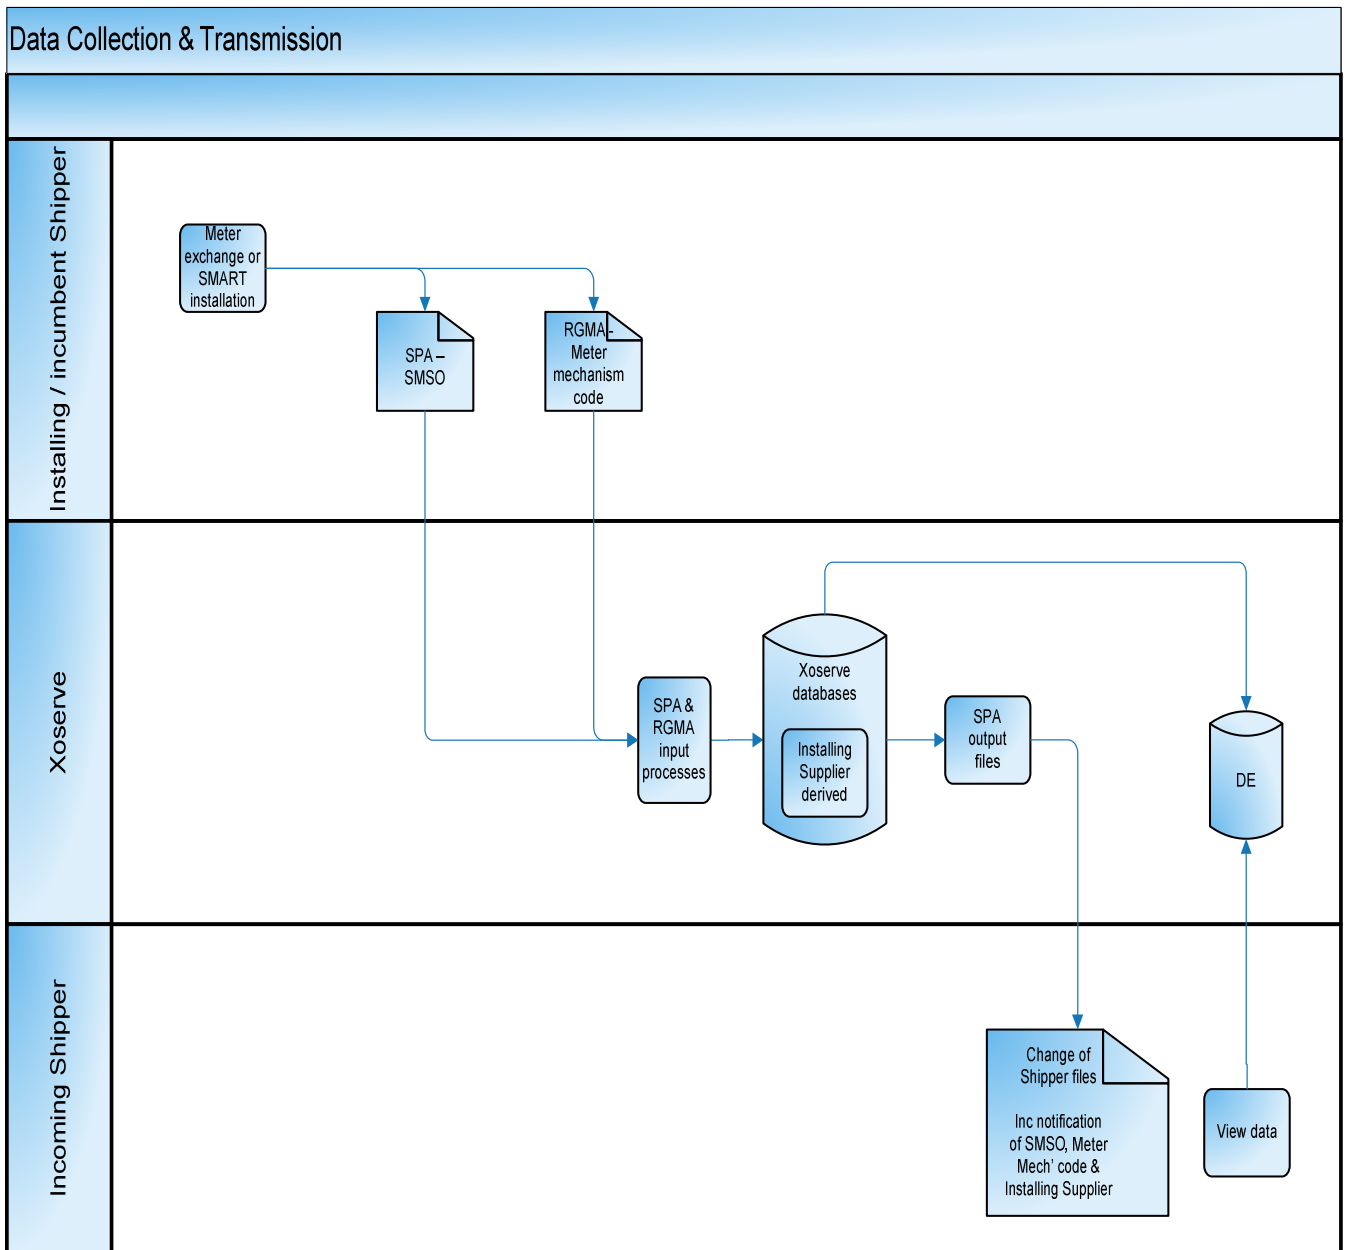 Data Collection & Transmission
Installing / incumbent Shipper
Meter
exchange or
SMART
installation
SPA –
SMSO
RGMA -
Meter
mechanism
code
Xoserve
SPA &
RGMA
input
processes
Xoserve
databases
Installing
Supplier
derived
SPA
output
files
DE
Incoming Shipper
Change of
Shipper files
Inc notification
of SMSO, Meter
Mech' code &
Installing Supplier
View data